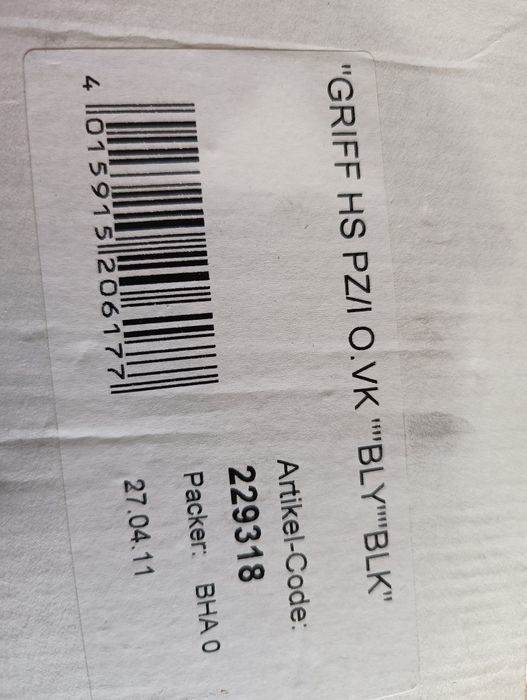 "GRIFF HS PZ/I O.VK """BLY""""BLK"
Artikel-Code:
229318
Packer: BHA 0
27.04.11
4 015915 206177